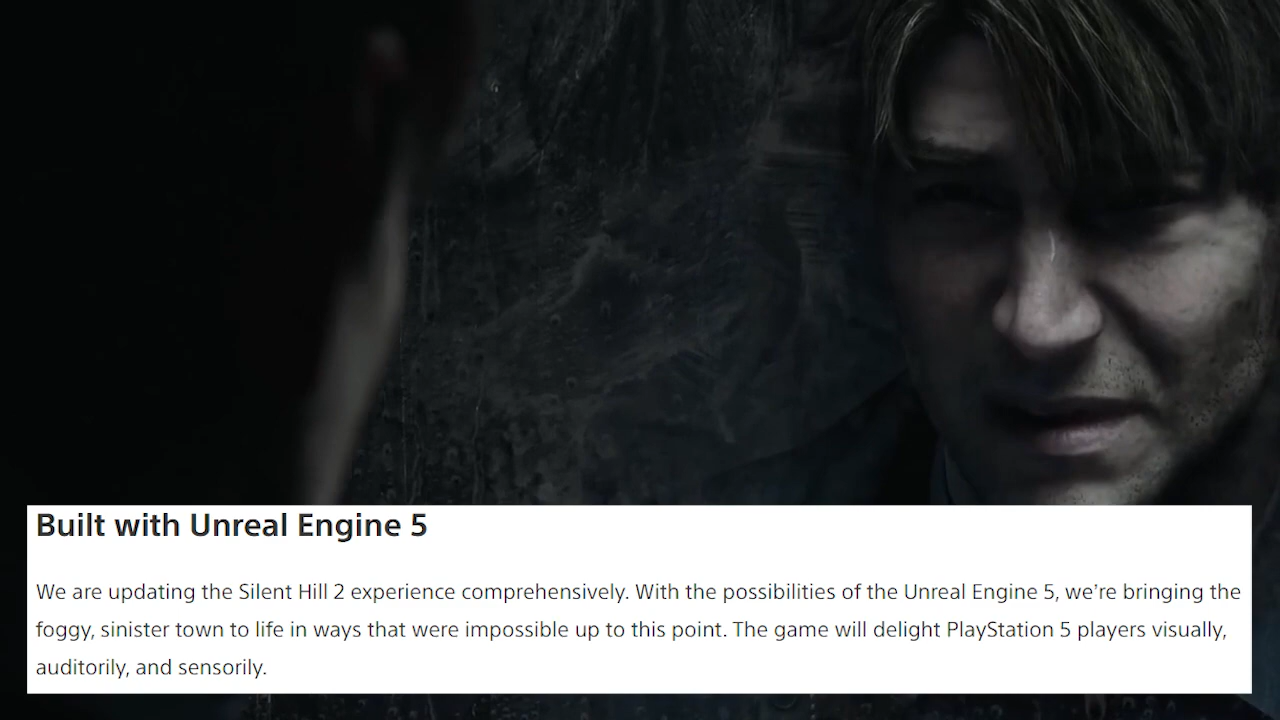 Built with Unreal Engine 5
We are updating the Silent Hill 2 experience comprehensively. With the possibilities of the Unreal Engine 5, we’re bringing the
foggy, sinister town to life in ways that were impossible up to this point. The game will delight PlayStation 5 players visually,
auditorily, and sensorily.